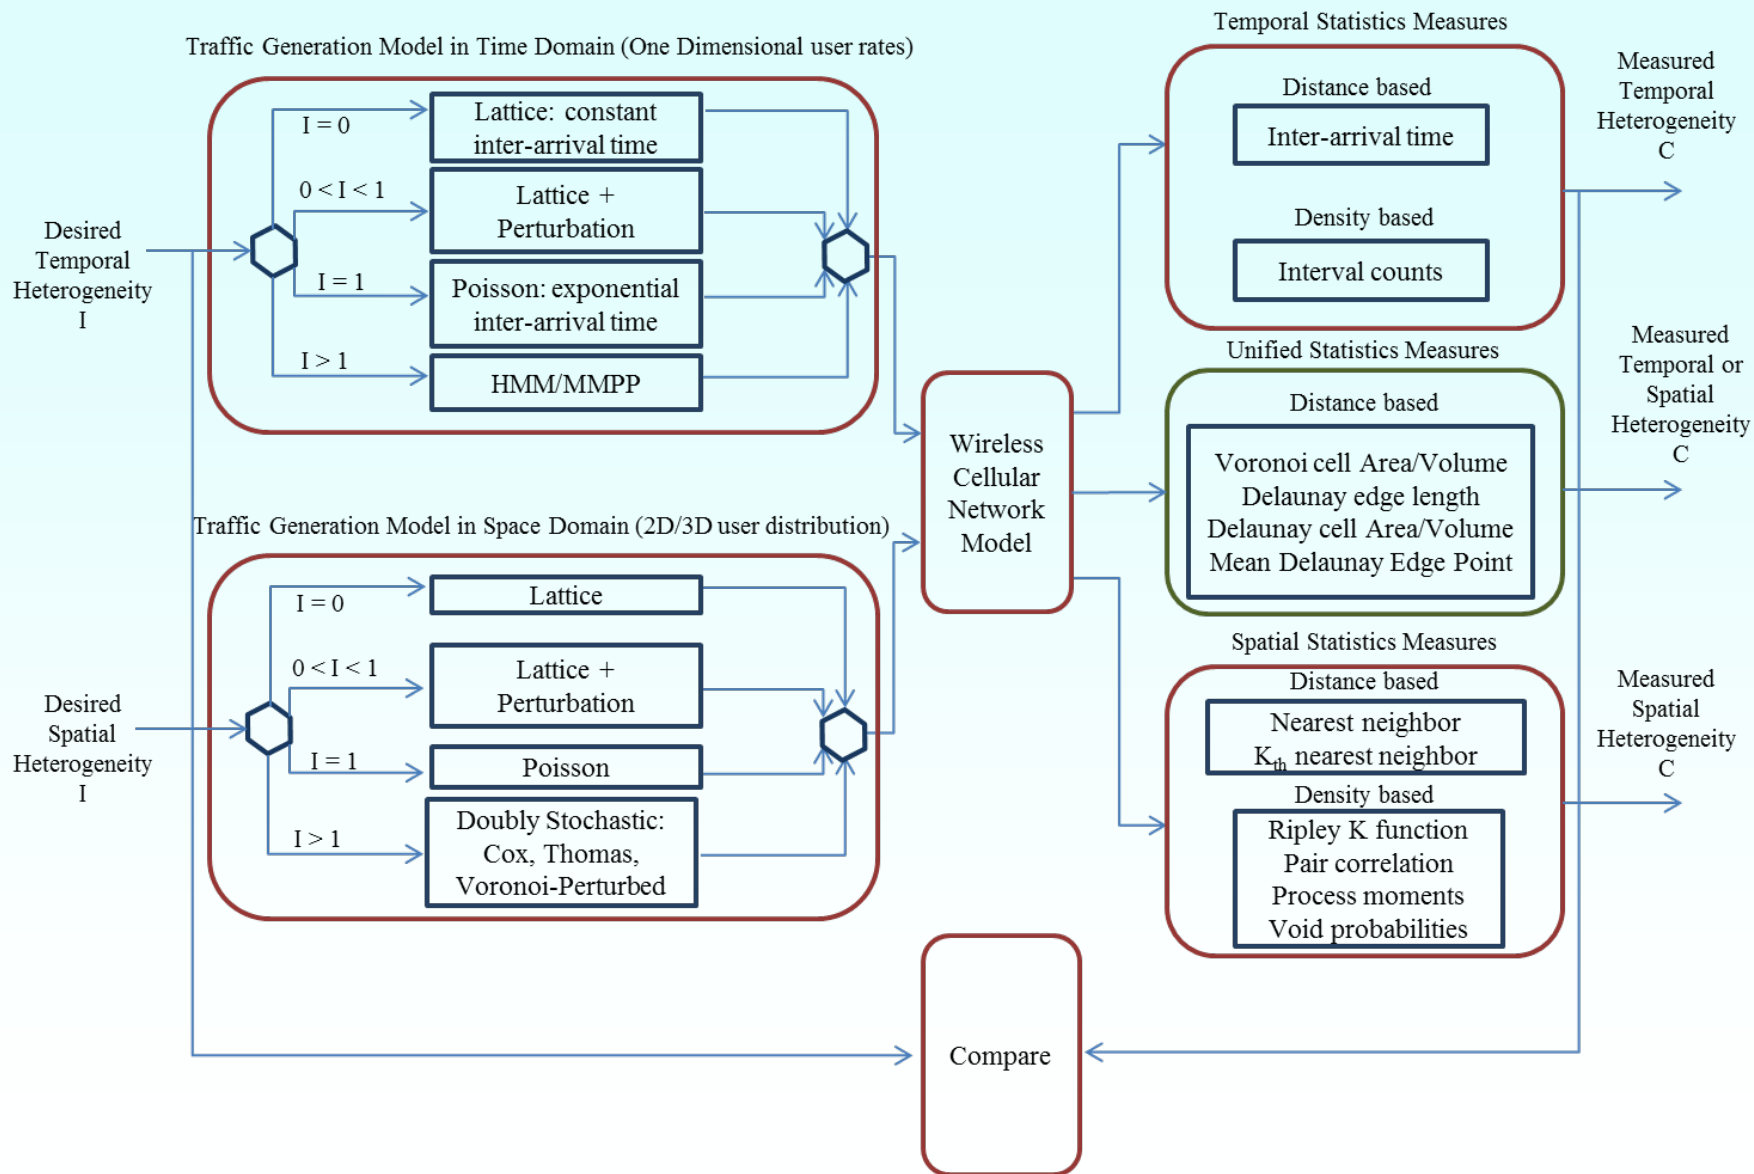 Traffic Generation Model in Time Domain (One Dimensional user rates)
Desired
Temporal
Heterogeneity
I
I = 0
Lattice: constant
inter-arrival time
0 < I < 1
Lattice +
Perturbation
I = 1
Poisson: exponential
inter-arrival time
I > 1
HMM/MMPP
Traffic Generation Model in Space Domain (2D/3D user distribution)
Desired
Spatial
Heterogeneity
I
I = 0
Lattice
0 < I < 1
Lattice +
Perturbation
I = 1
Poisson
I > 1
Doubly Stochastic:
Cox, Thomas,
Voronoi-Perturbed
Wireless
Cellular
Network
Model
Temporal Statistics Measures
Distance based
Inter-arrival time
Density based
Interval counts
Measured
Temporal
Heterogeneity
C
Unified Statistics Measures
Distance based
Voronoi cell Area/Volume
Delaunay edge length
Delaunay cell Area/Volume
Mean Delaunay Edge Point
Measured
Temporal or
Spatial
Heterogeneity
C
Spatial Statistics Measures
Distance based
Nearest neighbor
Kth nearest neighbor
Density based
Ripley K function
Pair correlation
Process moments
Void probabilities
Measured
Spatial
Heterogeneity
C
Compare